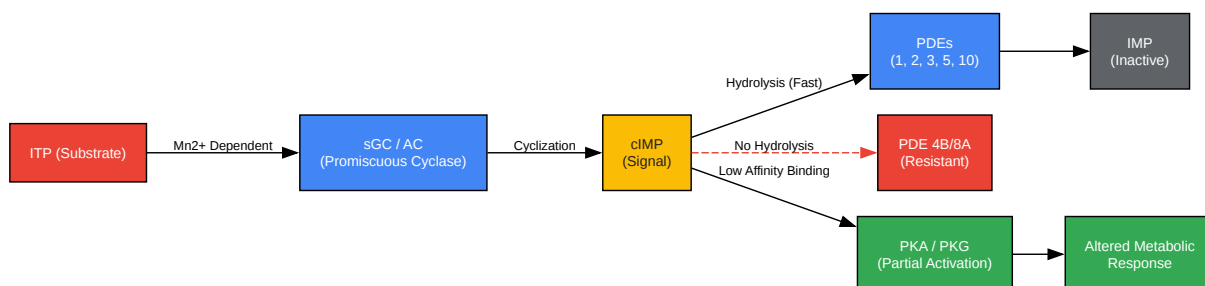 ITP (Substrate)
Mn2+ Dependent
sGC / AC
(Promiscuous Cyclase)
Cyclization
cIMP
(Signal)
Hydrolysis (Fast)
PDEs
(1, 2, 3, 5, 10)
IMP
(Inactive)
No Hydrolysis
PDE 4B/8A
(Resistant)
Low Affinity Binding
PKA / PKG
(Partial Activation)
Altered Metabolic
Response